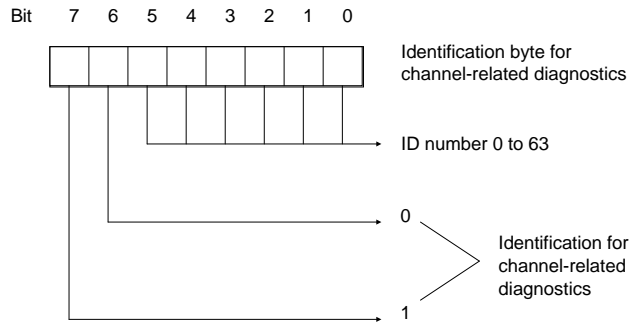 Bit 7 6 5 4 3 2 1 0
Identification byte for
channel-related diagnostics
ID number 0 to 63
0
Identification for
channel-related
diagnostics
1